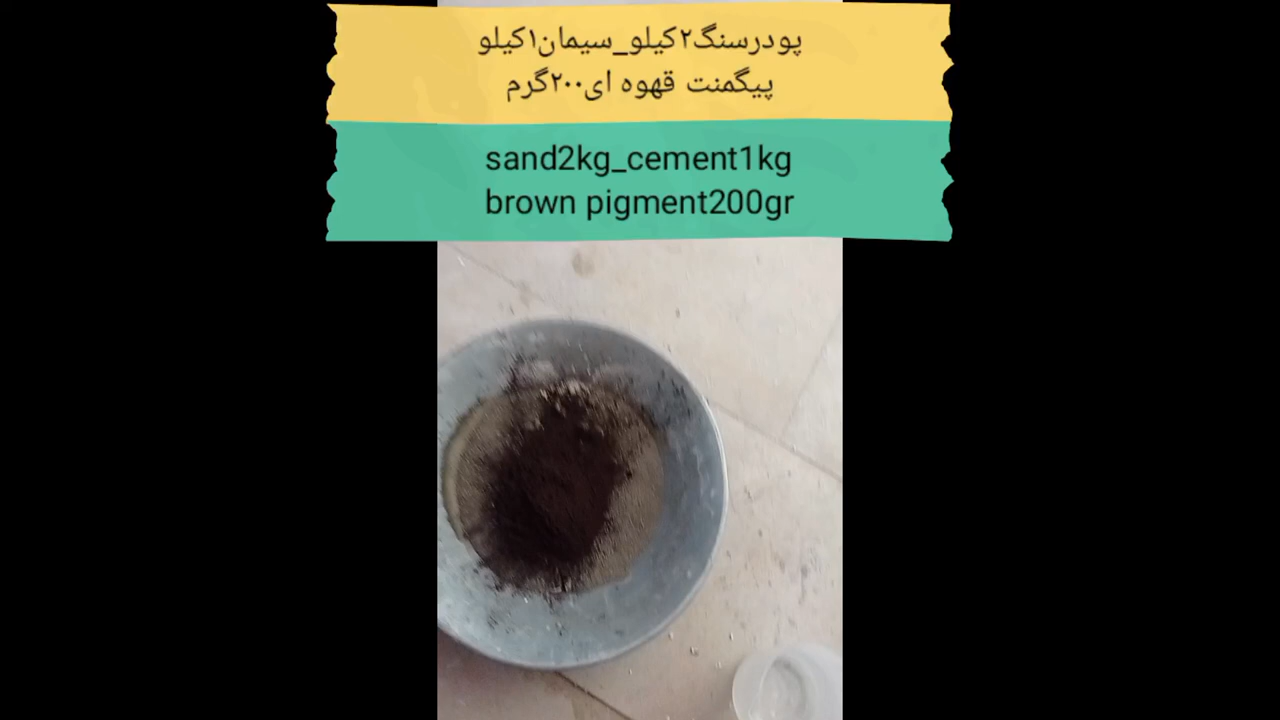 پودرسنگ۲کیلو_سیمان۱کیلو
پیگمنت قهوه ای۲۰۰گرم
sand2kg_cement1kg
brown pigment200gr